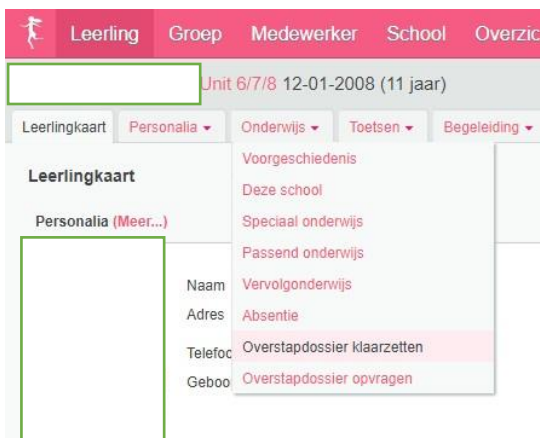 Leerling Groep Medewerker School Overzic
Unit 6/7/8 12-01-2008 (11 jaar)
Leerlingkaart Personalia Onderwijs Toetsen Begeleiding
Voorgeschiedenis
Leerlingkaart
Deze school
Personalia (Meer...) Speciaal onderwijs
Passend onderwijs
Naam Vervolgonderwijs
Adres Absentie
Telefoo Overstapdossier klaarzetten
Geboo Overstapdossier opvragen